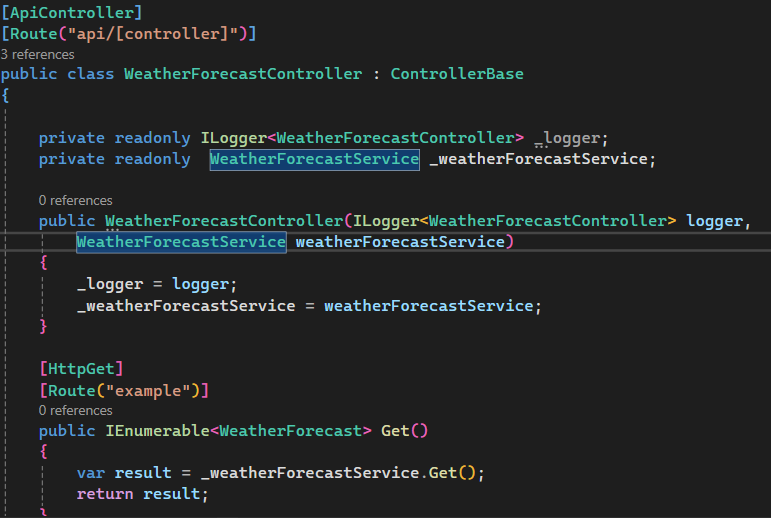 [ApiController]
[Route("api/[controller]")]
3 references
public class WeatherForecastController : ControllerBase
{
private readonly ILogger<WeatherForecastController> _logger;
private readonly  WeatherForecastService _weatherForecastService;
0 references
public WeatherForecastController(ILogger<WeatherForecastController> logger,
WeatherForecastService weatherForecastService)
{
_logger = logger;
_weatherForecastService = weatherForecastService;
}
[HttpGet]
[Route("example")]
0 references
public IEnumerable<WeatherForecast> Get()
{
var result = _weatherForecastService.Get();
return result;
}